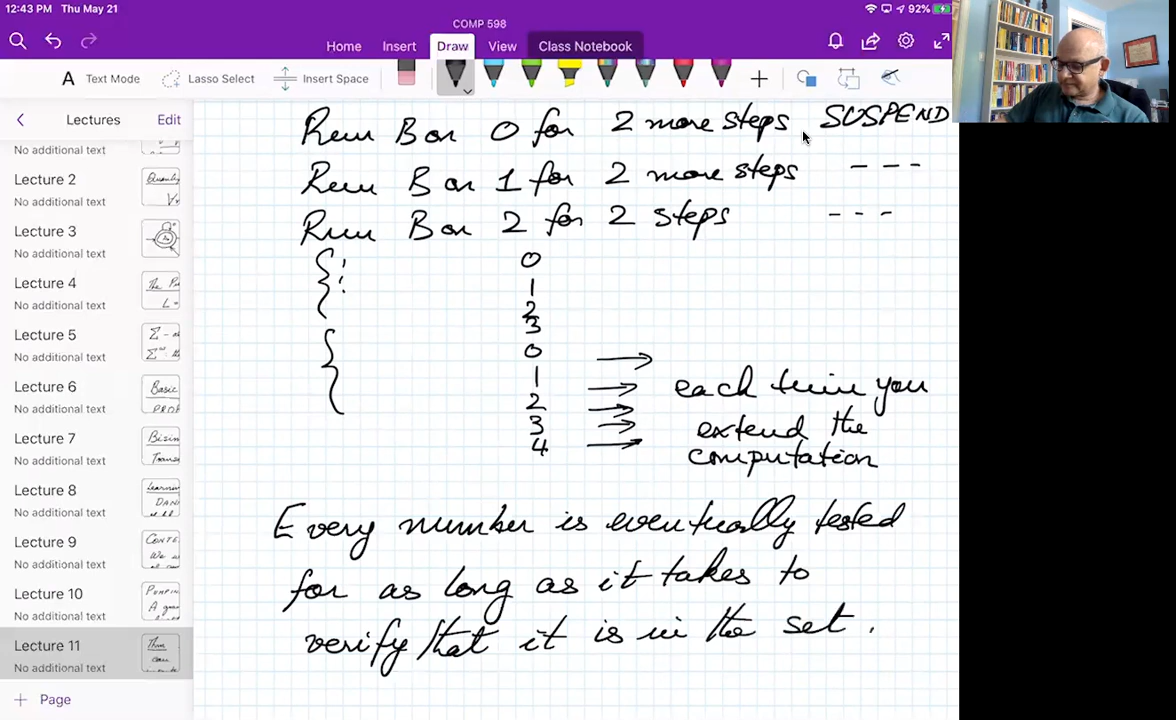 12:43 PM Thu May 21
92%
COMP 598
Home Insert Draw View Class Notebook
A Text Mode Lasso Select Insert Space
Lectures Edit
No additional text
Lecture 2
No additional text
Lecture 3
No additional text
Lecture 4
No additional text
Lecture 5
No additional text
Lecture 6
No additional text
Lecture 7
No additional text
Lecture 8
No additional text
Lecture 9
No additional text
Lecture 10
No additional text
Lecture 11
No additional text
+ Page
Run B on 0 for 2 more steps SUSPEND
Run B on 1 for 2 more steps ---
Run B on 2 for 2 steps ---
0
1
2
3
0
1
2
3
4
each time you
extend the
computation
Every number is eventually tested
for as long as it takes to
verify that it is in the set.